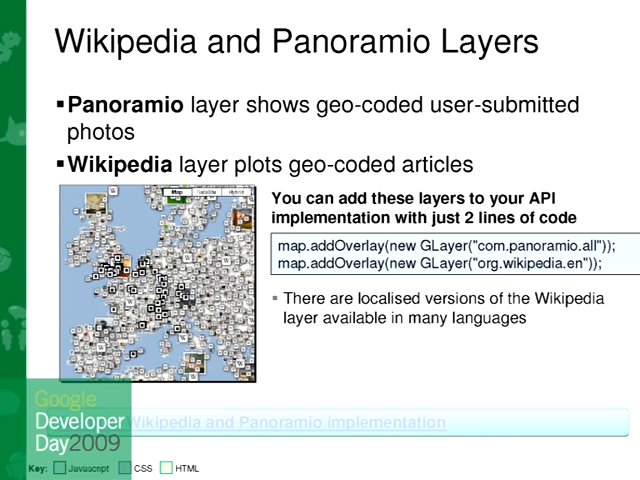 Wikipedia and Panoramio Layers
▪Panoramio layer shows geo-coded user-submitted
photos
▪Wikipedia layer plots geo-coded articles
Map Satellite Hybrid
You can add these layers to your API
implementation with just 2 lines of code
map.addOverlay(new GLayer("com.panoramio.all"));
map.addOverlay(new GLayer("org.wikipedia.en"));
▪ There are localised versions of the Wikipedia
layer available in many languages
Google
Developer
Day2009
Wikipedia and Panoramio implementation
Key: Javascript CSS HTML